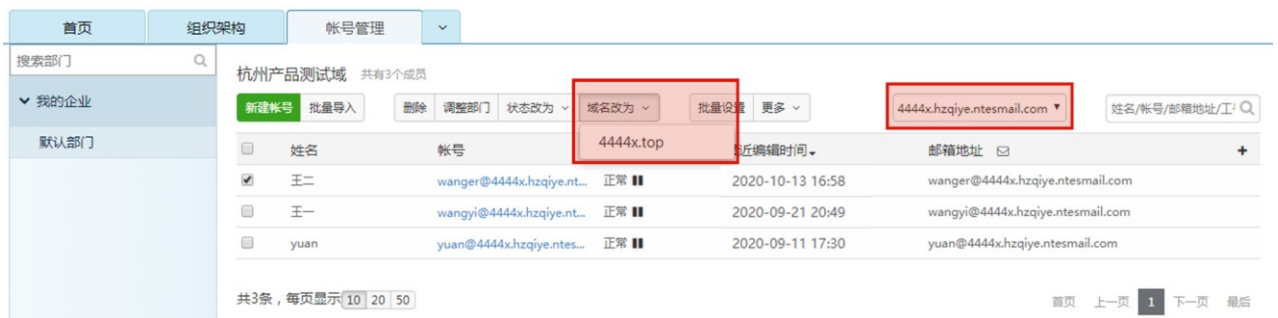 首页 组织架构 帐号管理
搜索部门
我的企业
默认部门
杭州产品测试域 共有3个成员
新建帐号 批量导入 删除 调整部门 状态改为 域名改为 批量设置 更多 4444x.hzqiye.ntesmail.com 姓名/帐号/邮箱地址/工
4444x.top
姓名 帐号 近编辑时间 邮箱地址 +
王二 wanger@4444x.hzqiye.nt... 正常 2020-10-13 16:58 wanger@4444x.hzqiye.ntesmail.com
王一 wangyi@4444x.hzqiye.nt... 正常 2020-09-21 20:49 wangyi@4444x.hzqiye.ntesmail.com
yuan yuan@4444x.hzqiye.ntes... 正常 2020-09-11 17:30 yuan@4444x.hzqiye.ntesmail.com
共3条，每页显示 10 20 50 首页 上一页 1 下一页 最后